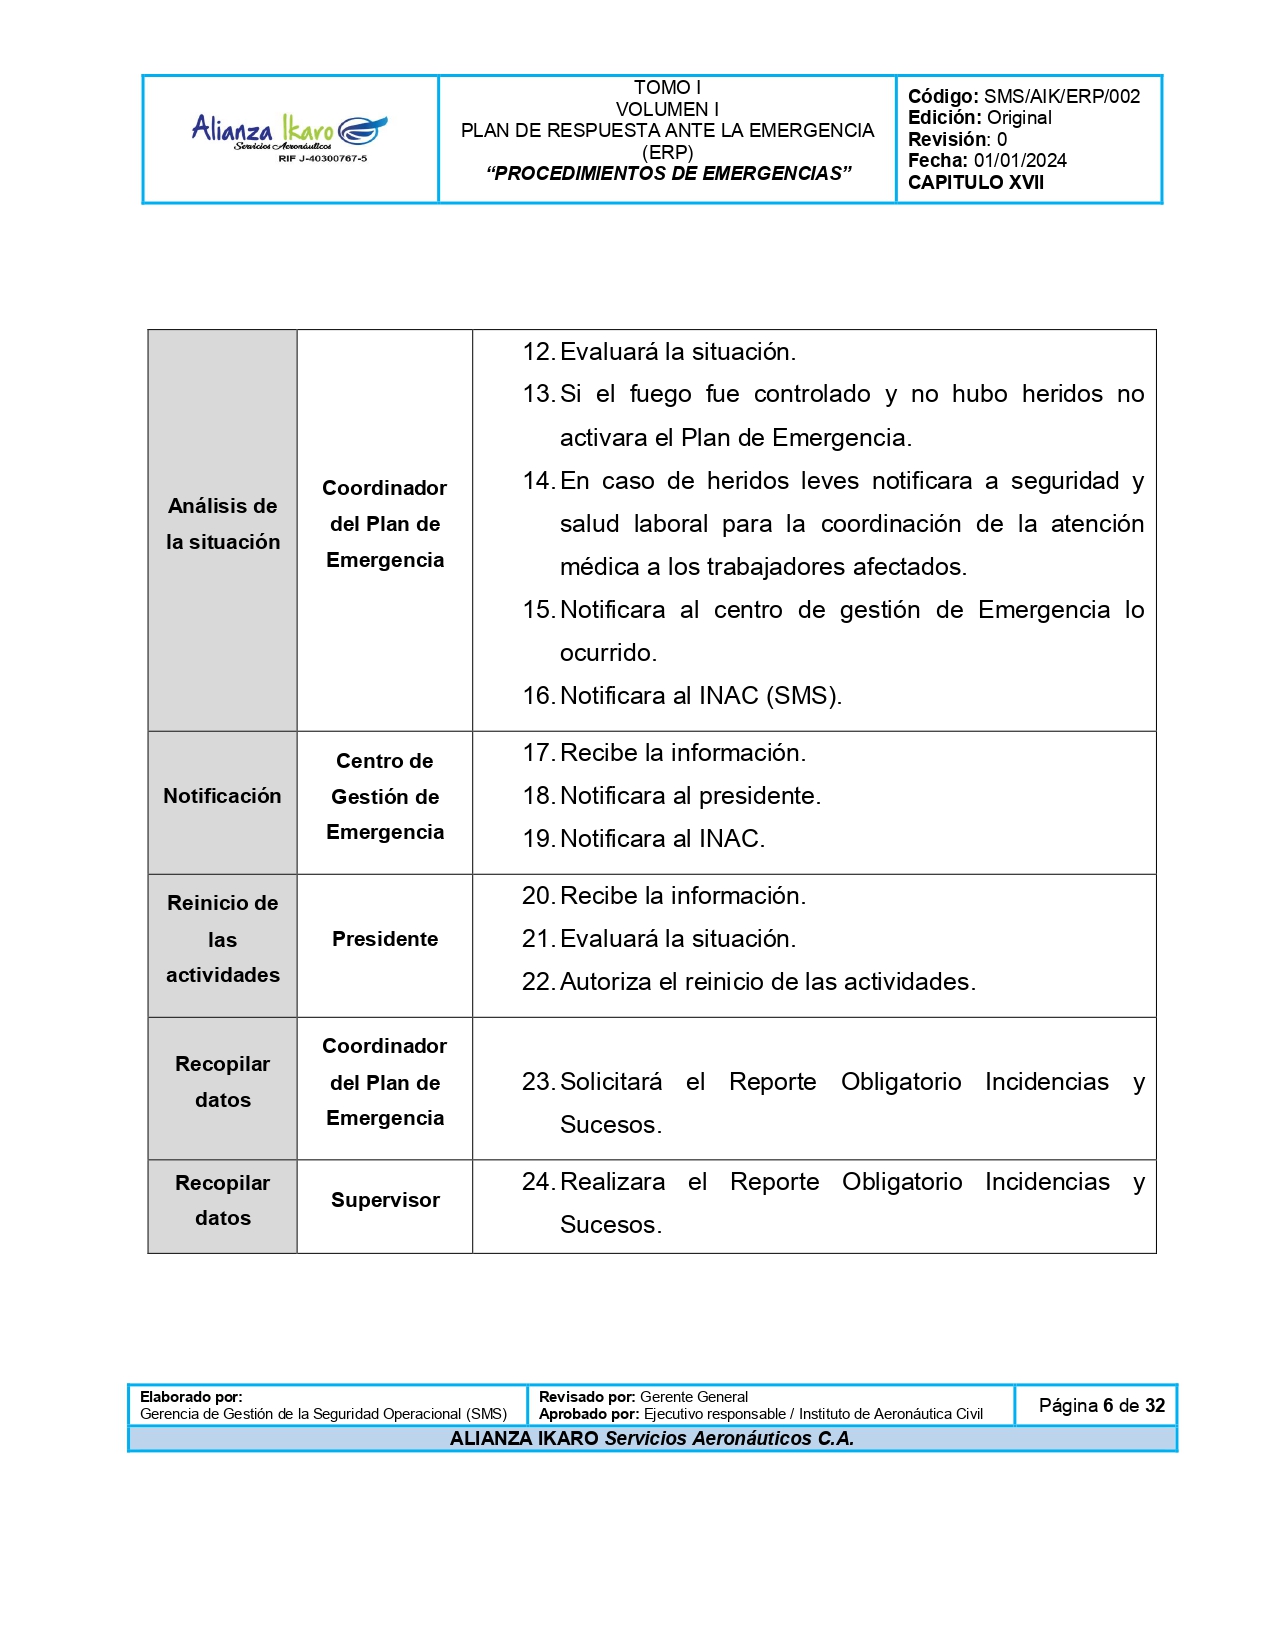 Alianza Ikaro
Servicios Aeronáuticos
RIF J-40300767-5
TOMO I
VOLUMEN I
PLAN DE RESPUESTA ANTE LA EMERGENCIA
(ERP)
“PROCEDIMIENTOS DE EMERGENCIAS”
Código: SMS/AIK/ERP/002
Edición: Original
Revisión: 0
Fecha: 01/01/2024
CAPITULO XVII
Análisis de
la situación
Coordinador
del Plan de
Emergencia
12. Evaluará la situación.
13. Si el fuego fue controlado y no hubo heridos no
activara el Plan de Emergencia.
14. En caso de heridos leves notificara a seguridad y
salud laboral para la coordinación de la atención
médica a los trabajadores afectados.
15. Notificara al centro de gestión de Emergencia lo
ocurrido.
16. Notificara al INAC (SMS).
Notificación
Centro de
Gestión de
Emergencia
17. Recibe la información.
18. Notificara al presidente.
19. Notificara al INAC.
Reinicio de
las
actividades
Presidente
20. Recibe la información.
21. Evaluará la situación.
22. Autoriza el reinicio de las actividades.
Recopilar
datos
Coordinador
del Plan de
Emergencia
23. Solicitará el Reporte Obligatorio Incidencias y
Sucesos.
Recopilar
datos
Supervisor
24. Realizara el Reporte Obligatorio Incidencias y
Sucesos.
Elaborado por:
Gerencia de Gestión de la Seguridad Operacional (SMS)
Revisado por: Gerente General
Aprobado por: Ejecutivo responsable / Instituto de Aeronáutica Civil
Página 6 de 32
ALIANZA IKARO Servicios Aeronáuticos C.A.